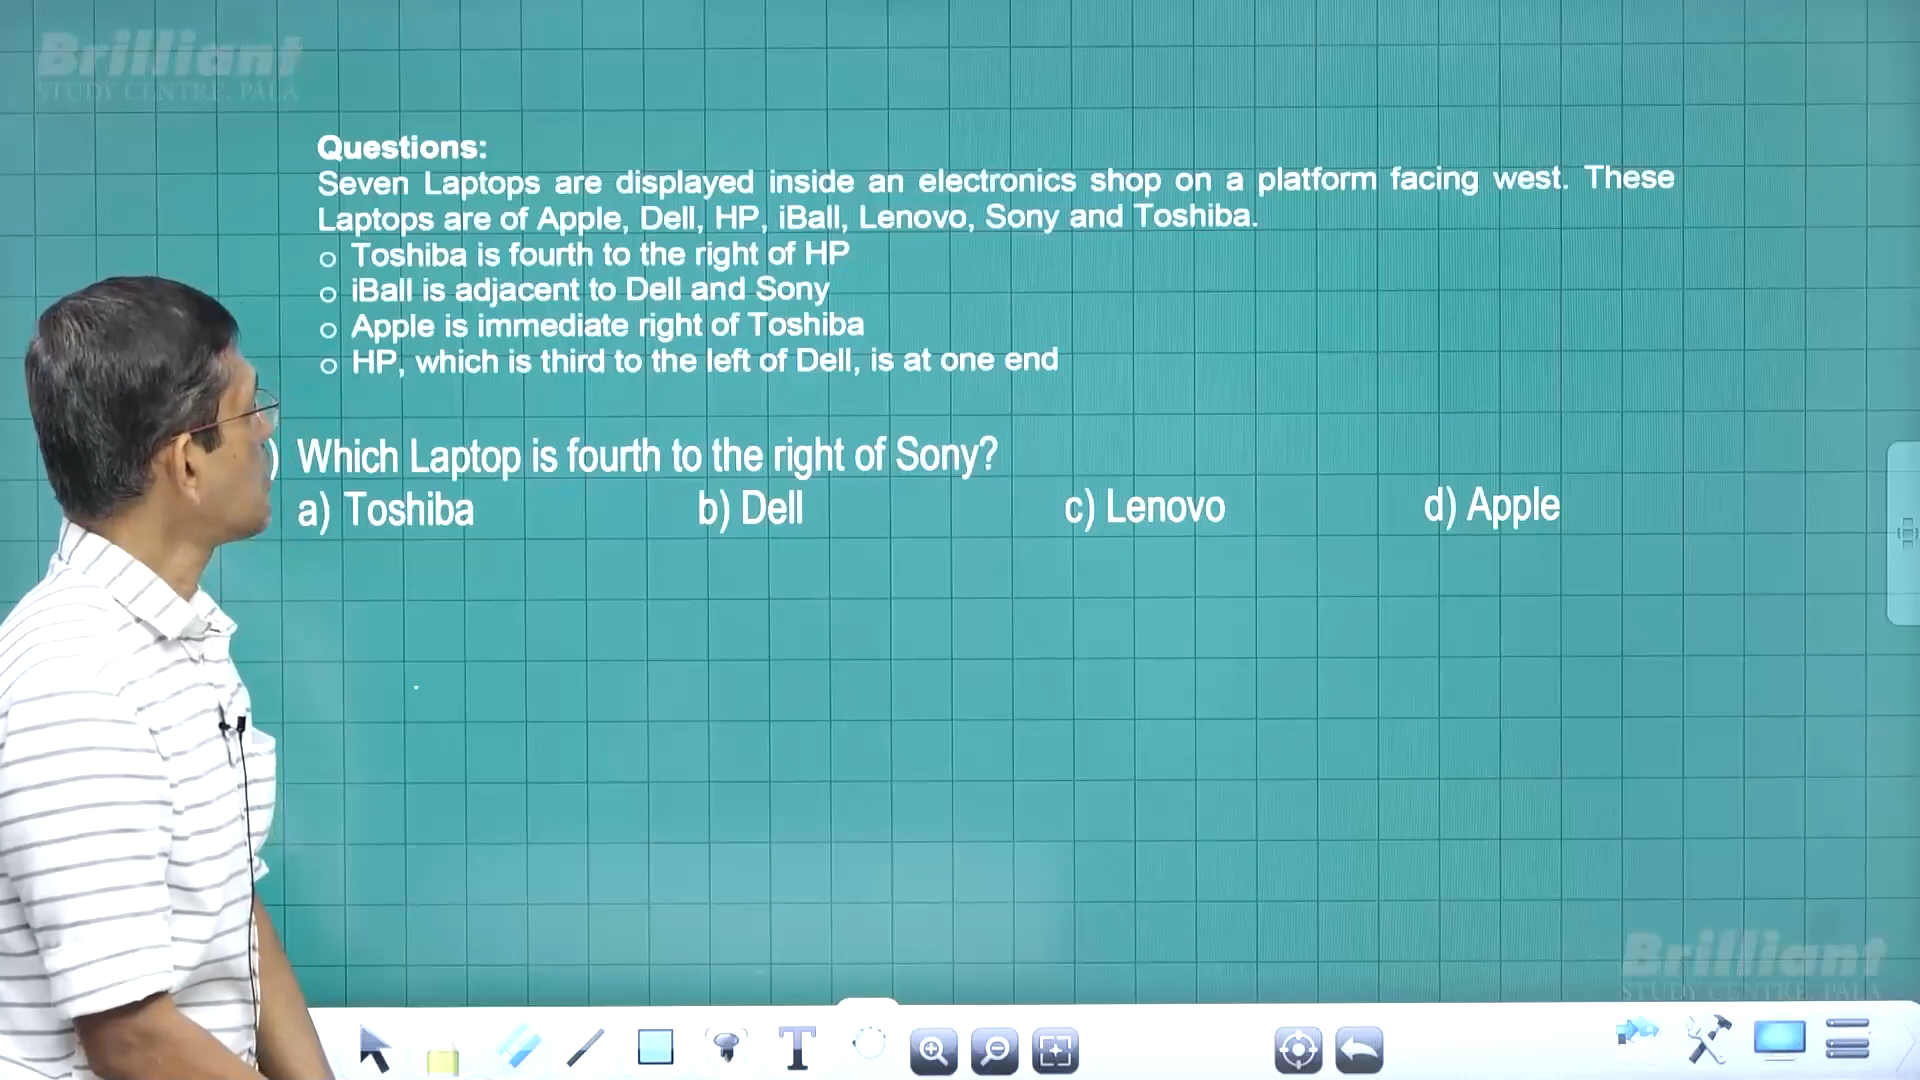 Brilliant
STUDY CENTRE, PALA
Questions:
Seven Laptops are displayed inside an electronics shop on a platform facing west. These
Laptops are of Apple, Dell, HP, iBall, Lenovo, Sony and Toshiba.
o Toshiba is fourth to the right of HP
o iBall is adjacent to Dell and Sony
o Apple is immediate right of Toshiba
o HP, which is third to the left of Dell, is at one end
) Which Laptop is fourth to the right of Sony?
a) Toshiba b) Dell c) Lenovo d) Apple
Brilliant
STUDY CENTRE, PALA
T